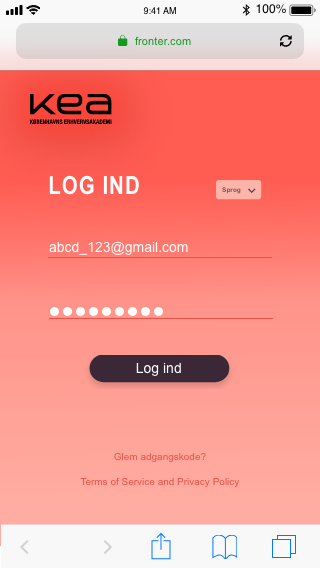 9:41 AM
100%
fronter.com
kea
KØBENHAVNS ERHVERVSAKADEMI
LOG IND
Sprog
abcd_123@gmail.com
Log ind
Glem adgangskode?
Terms of Service and Privacy Policy